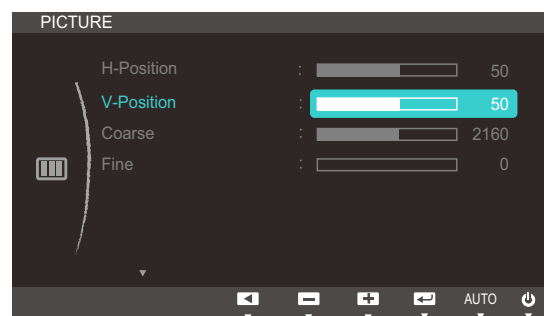 PICTURE
H-Position : 50
V-Position : 50
Coarse : 2160
Fine : 0
AUTO